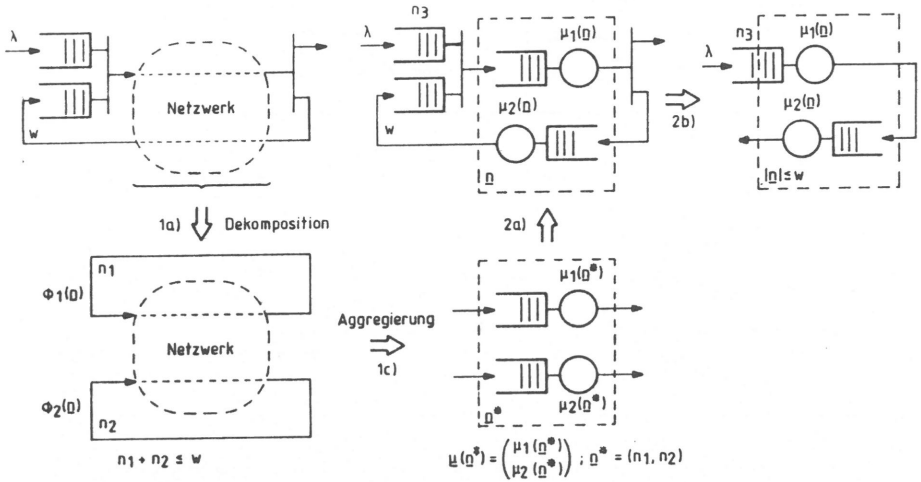 λ
w
Netzwerk
n₃
λ
w
μ₁(n̲)
μ₂(n̲)
n̲
2b)
n₃
μ₁(n̲)
λ
μ₂(n̲)
|n̲| ≤ w
1a) Dekomposition
2a)
n₁
Φ₁(n̲)
Netzwerk
Φ₂(n̲)
n₂
n₁ + n₂ ≤ w
Aggregierung
1c)
μ₁(n̲*)
μ₂(n̲*)
n̲*
μ̲(n̲*) = (μ₁(n̲*) μ₂(n̲*)) ; n̲* = (n₁, n₂)